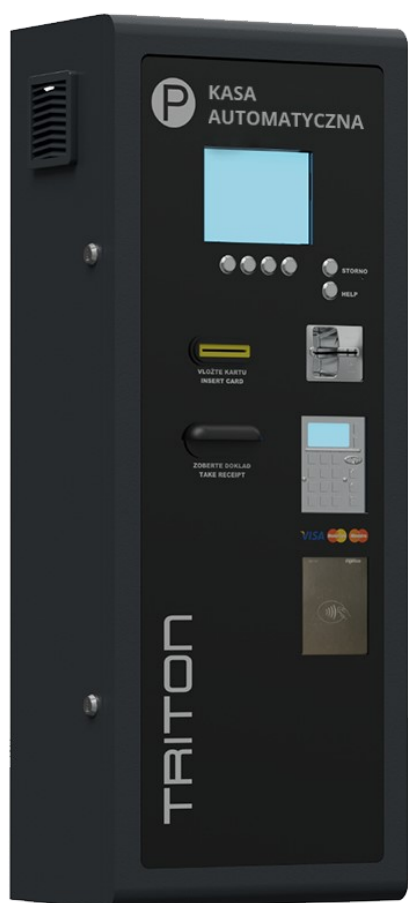 P
KASA
AUTOMATYCZNA
STORNO
HELP
VLOŽTE KARTU
INSERT CARD
ZOBERTE DOKLAD
TAKE RECEIPT
VISA
TRITON